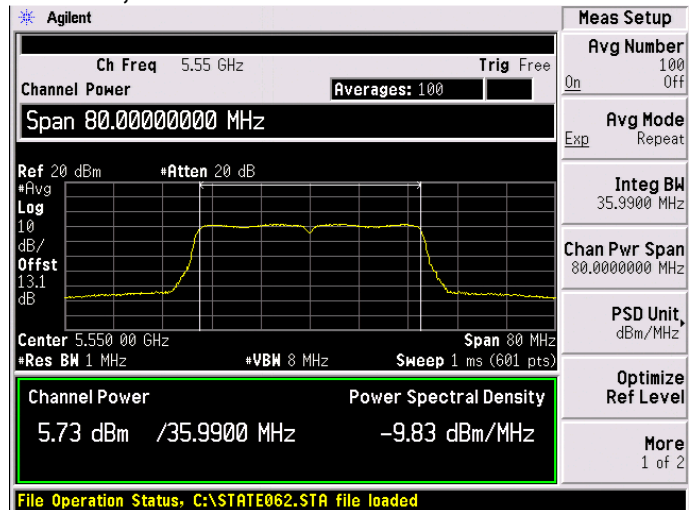 Agilent
Meas Setup
Ch Freq 5.55 GHz Trig Free
Channel Power Averages: 100
Span 80.00000000 MHz
Ref 20 dBm #Atten 20 dB
#Avg
Log
10
dB/
Offst
13.1
dB
Center 5.550 00 GHz Span 80 MHz
#Res BW 1 MHz #VBW 8 MHz Sweep 1 ms (601 pts)
Channel Power Power Spectral Density
5.73 dBm /35.9900 MHz -9.83 dBm/MHz
File Operation Status, C:\STATE062.STA file loaded
Avg Number
100
On Off
Avg Mode
Exp Repeat
Integ BW
35.9900 MHz
Chan Pwr Span
80.0000000 MHz
PSD Unit
dBm/MHz
Optimize
Ref Level
More
1 of 2